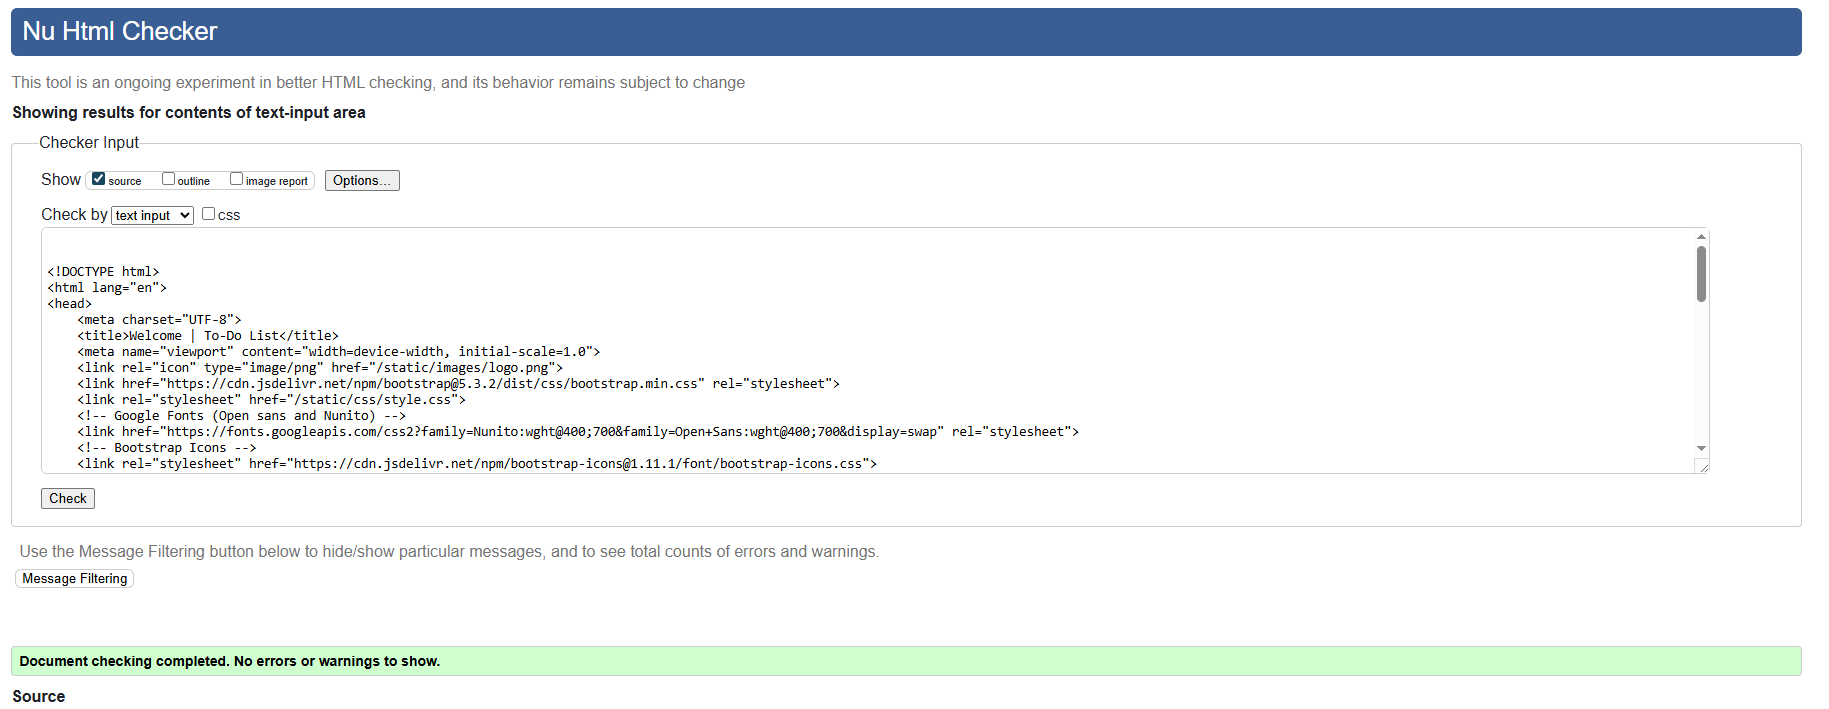 Nu Html Checker
This tool is an ongoing experiment in better HTML checking, and its behavior remains subject to change
Showing results for contents of text-input area
Checker Input
Show source outline image report Options...
Check by text input css
<!DOCTYPE html>
<html lang="en">
<head>
    <meta charset="UTF-8">
    <title>Welcome | To-Do List</title>
    <meta name="viewport" content="width=device-width, initial-scale=1.0">
    <link rel="icon" type="image/png" href="/static/images/logo.png">
    <link href="https://cdn.jsdelivr.net/npm/bootstrap@5.3.2/dist/css/bootstrap.min.css" rel="stylesheet">
    <link rel="stylesheet" href="/static/css/style.css">
    <!-- Google Fonts (Open sans and Nunito) -->
    <link href="https://fonts.googleapis.com/css2?family=Nunito:wght@400;700&family=Open+Sans:wght@400;700&display=swap" rel="stylesheet">
    <!-- Bootstrap Icons -->
    <link rel="stylesheet" href="https://cdn.jsdelivr.net/npm/bootstrap-icons@1.11.1/font/bootstrap-icons.css">
Check
Use the Message Filtering button below to hide/show particular messages, and to see total counts of errors and warnings.
Message Filtering
Document checking completed. No errors or warnings to show.
Source